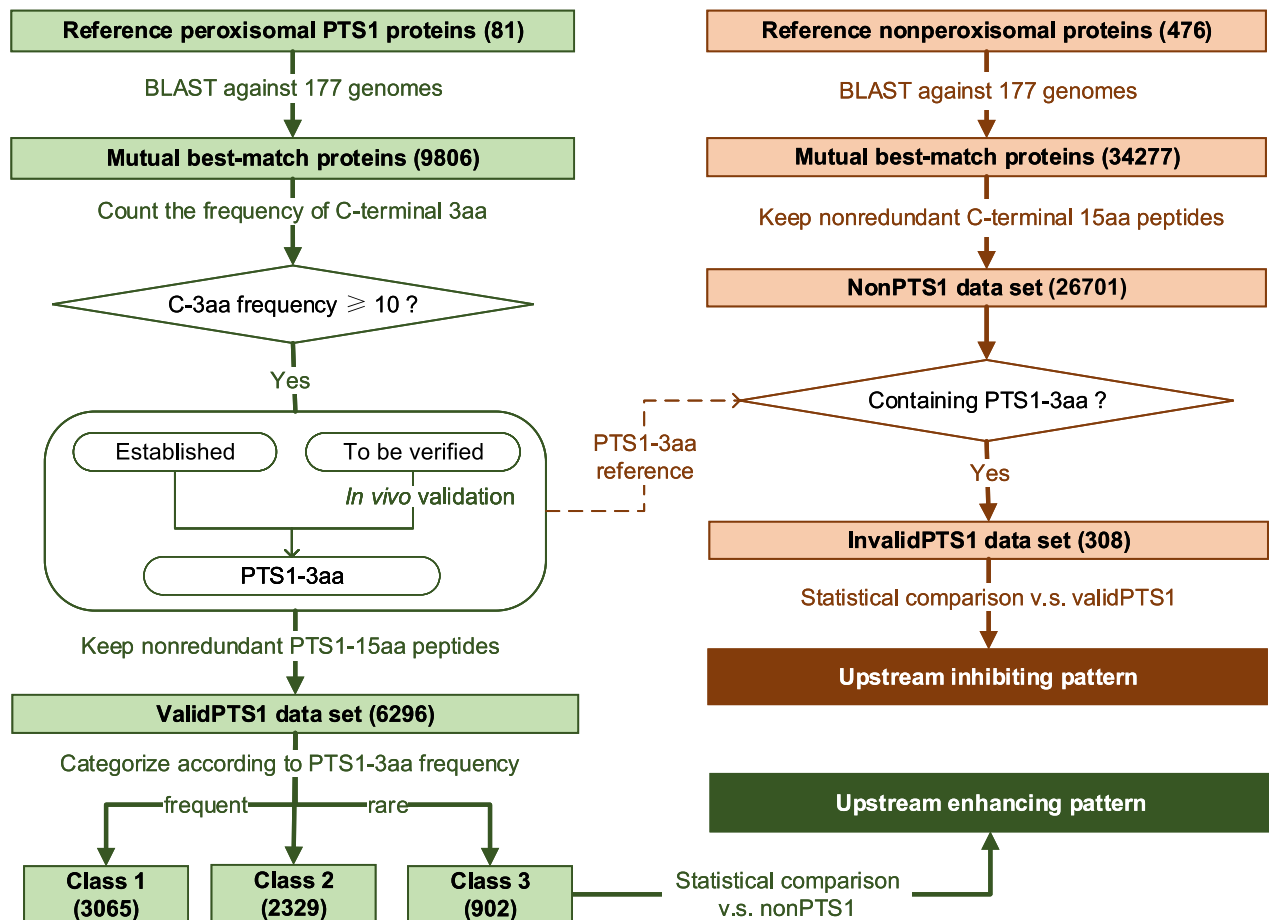 Reference peroxisomal PTS1 proteins (81)
BLAST against 177 genomes
Mutual best-match proteins (9806)
Count the frequency of C-terminal 3aa
C-3aa frequency ⩾ 10 ?
Yes
Established
To be verified
In vivo validation
PTS1-3aa
Keep nonredundant PTS1-15aa peptides
ValidPTS1 data set (6296)
Categorize according to PTS1-3aa frequency
frequent
rare
Class 1
(3065)
Class 2
(2329)
Class 3
(902)
Reference nonperoxisomal proteins (476)
BLAST against 177 genomes
Mutual best-match proteins (34277)
Keep nonredundant C-terminal 15aa peptides
NonPTS1 data set (26701)
Containing PTS1-3aa ?
PTS1-3aa
reference
Yes
InvalidPTS1 data set (308)
Statistical comparison v.s. validPTS1
Upstream inhibiting pattern
Upstream enhancing pattern
Statistical comparison
v.s. nonPTS1